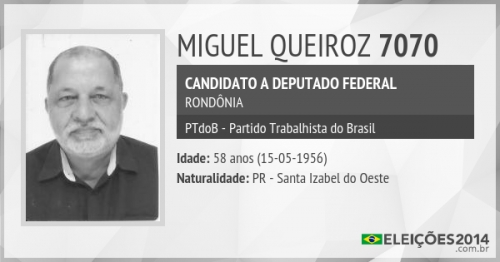 MIGUEL QUEIROZ 7070
CANDIDATO A DEPUTADO FEDERAL
RONDÔNIA
PTdoB - Partido Trabalhista do Brasil
Idade: 58 anos (15-05-1956)
Naturalidade: PR - Santa Izabel do Oeste
ELEIÇÕES2014
.com.br